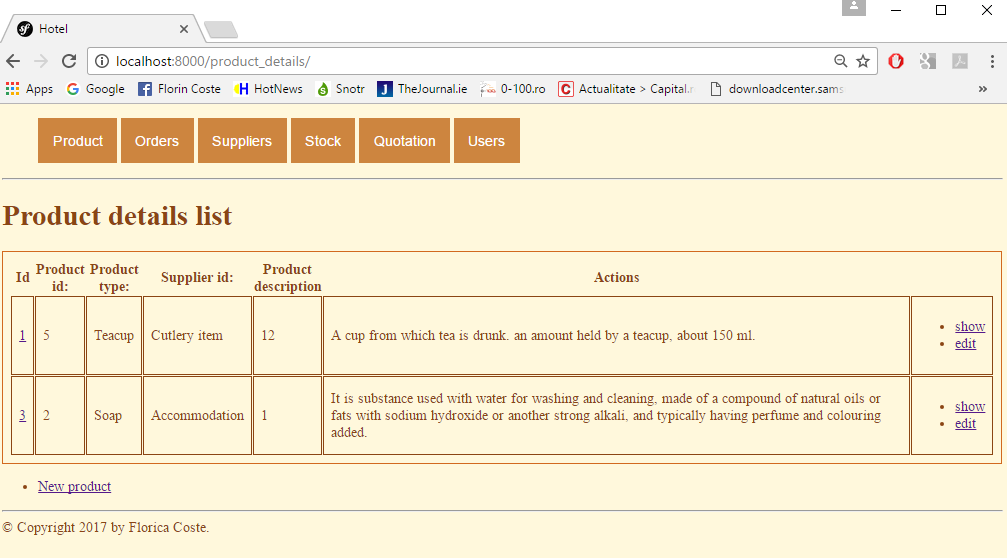 Hotel
localhost:8000/product_details/
Apps Google Florin Coste HotNews Snotr TheJournal.ie 0-100.ro Actualitate > Capital.r downloadcenter.sams »
Product Orders Suppliers Stock Quotation Users
Product details list
Id Product id: Product type: Supplier id: Product description Actions
1 5 Teacup Cutlery item 12 A cup from which tea is drunk. an amount held by a teacup, about 150 ml.
show
edit
3 2 Soap Accommodation 1 It is substance used with water for washing and cleaning, made of a compound of natural oils or
fats with sodium hydroxide or another strong alkali, and typically having perfume and colouring
added.
show
edit
New product
© Copyright 2017 by Florica Coste.